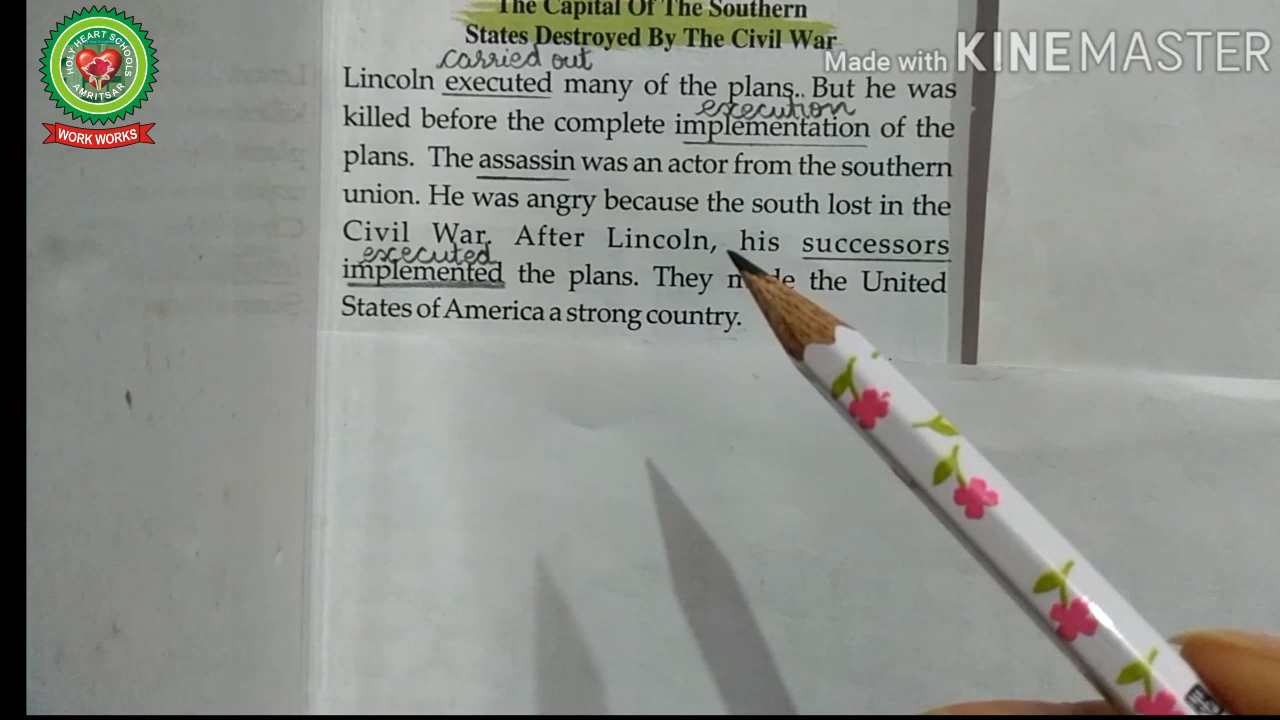 HOLY HEART SCHOOLS
AMRITSAR
WORK WORKS
Made with KINEMASTER
The Capital Of The Southern
States Destroyed By The Civil War
carried out
Lincoln executed many of the plans.. But he was
execution
killed before the complete implementation of the
plans. The assassin was an actor from the southern
union. He was angry because the south lost in the
Civil War. After Lincoln, his successors
executed
implemented the plans. They made the United
States of America a strong country.